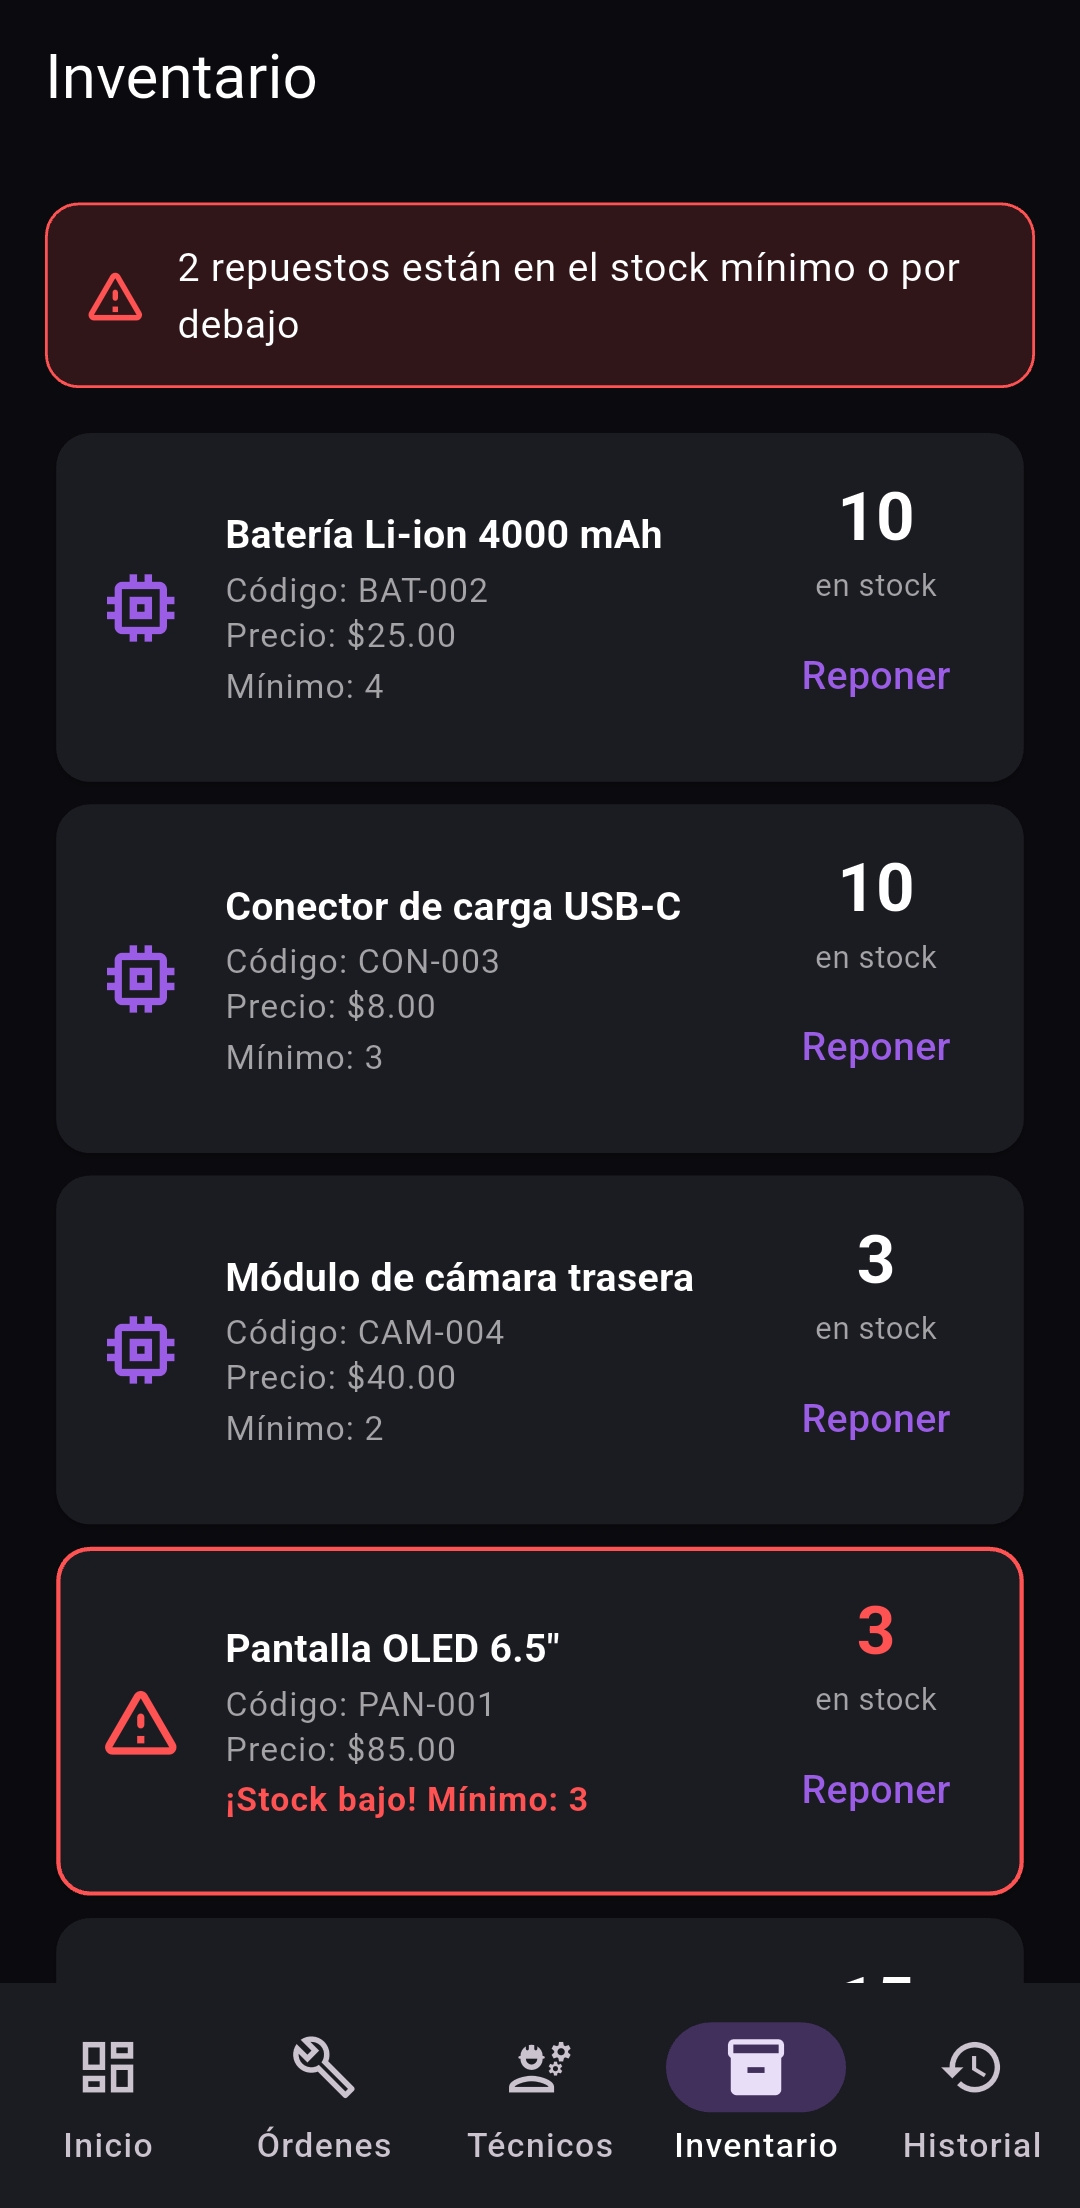 Inventario
2 repuestos están en el stock mínimo o por
debajo
Batería Li-ion 4000 mAh
Código: BAT-002
Precio: $25.00
Mínimo: 4
10
en stock
Reponer
Conector de carga USB-C
Código: CON-003
Precio: $8.00
Mínimo: 3
10
en stock
Reponer
Módulo de cámara trasera
Código: CAM-004
Precio: $40.00
Mínimo: 2
3
en stock
Reponer
Pantalla OLED 6.5"
Código: PAN-001
Precio: $85.00
¡Stock bajo! Mínimo: 3
3
en stock
Reponer
Inicio
Órdenes
Técnicos
Inventario
Historial